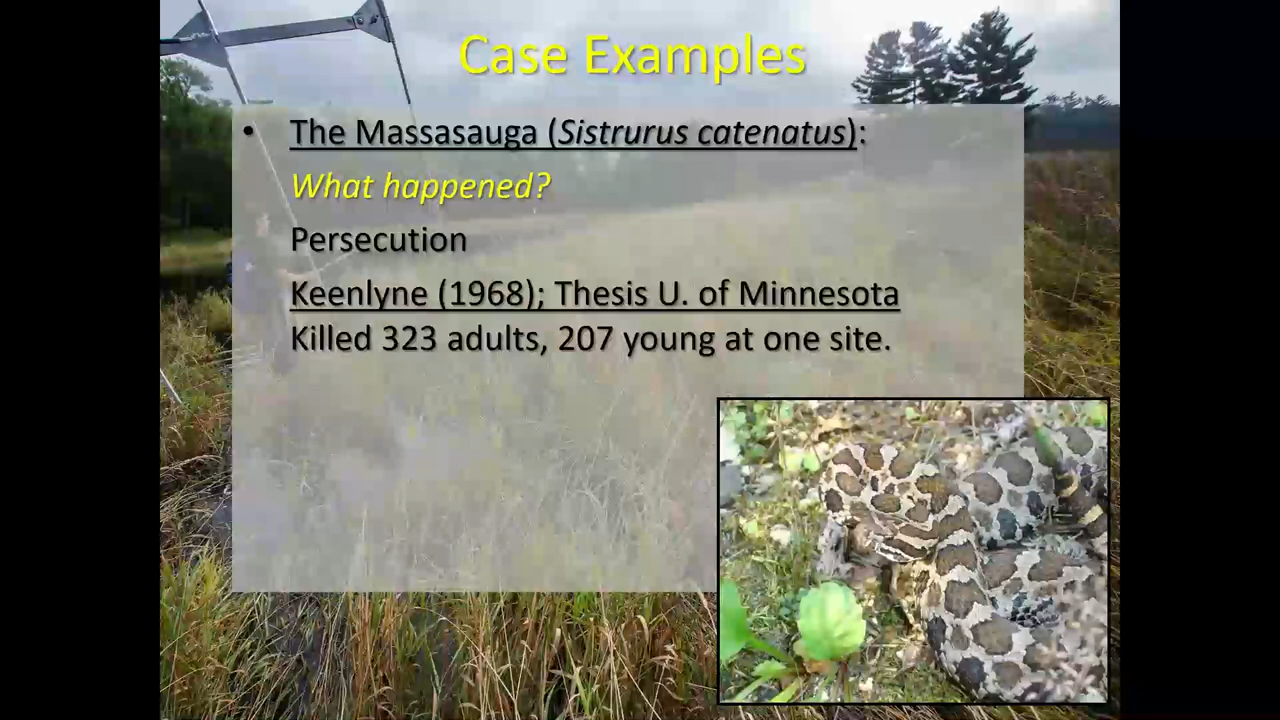 Case Examples
• The Massasauga (Sistrurus catenatus):
What happened?
Persecution
Keenlyne (1968); Thesis U. of Minnesota
Killed 323 adults, 207 young at one site.